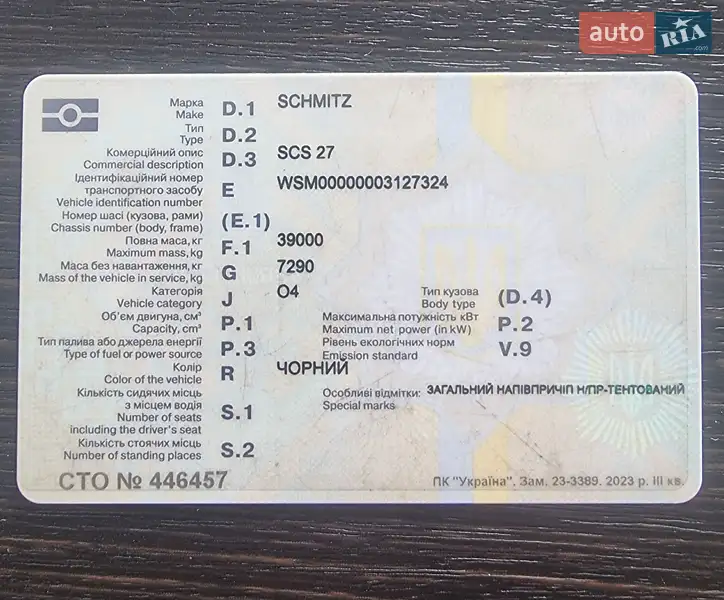 auto RIA .com
Марка
Make D.1 SCHMITZ
Тип
Type D.2
Комерційний опис
Commercial description D.3 SCS 27
Ідентифікаційний номер
транспортного засобу
Vehicle identification number E WSM00000003127324
Номер шасі (кузова, рами)
Chassis number (body, frame) (E.1)
Повна маса, кг
Maximum mass, kg F.1 39000
Маса без навантаження, кг
Mass of the vehicle in service, kg G 7290
Категорія
Vehicle category J O4
Тип кузова
Body type (D.4)
Об'єм двигуна, см³
Capacity, cm³ P.1
Максимальна потужність кВт
Maximum net power (in kW) P.2
Тип палива або джерела енергії
Type of fuel or power source P.3
Рівень екологічних норм
Emission standard V.9
Колір
Color of the vehicle R ЧОРНИЙ
Кількість сидячих місць
з місцем водія
Number of seats
including the driver's seat S.1
Особливі відмітки: ЗАГАЛЬНИЙ НАПІВПРИЧІП Н/ПР-ТЕНТОВАНИЙ
Special marks
Кількість стоячих місць
Number of standing places S.2
СТО № 446457
ПК "Україна". Зам. 23-3389. 2023 р. III кв.